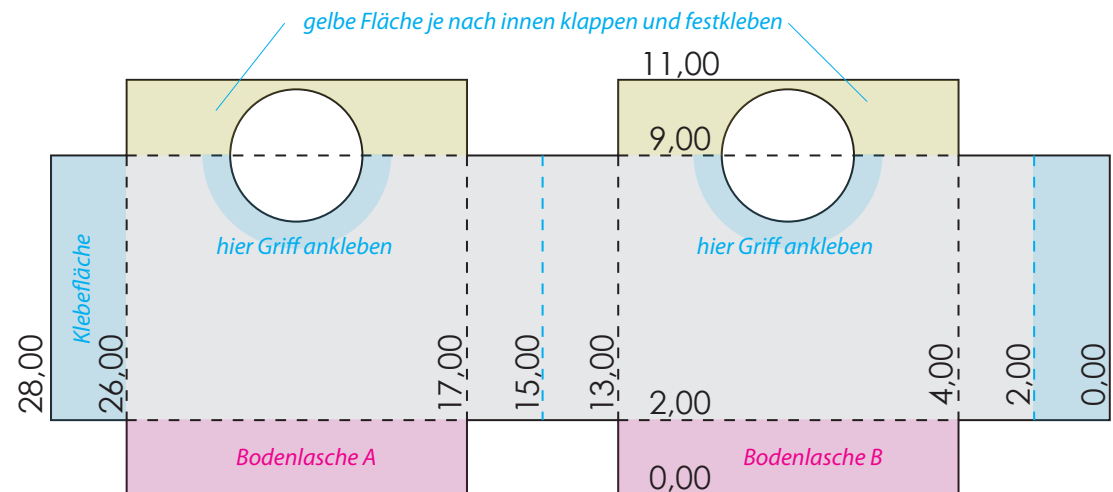 gelbe Fläche je nach innen klappen und festkleben
11,00
9,00
hier Griff ankleben
hier Griff ankleben
Klebefläche
28,00
26,00
17,00
15,00
13,00
4,00
2,00
0,00
2,00
Bodenlasche A
Bodenlasche B
0,00